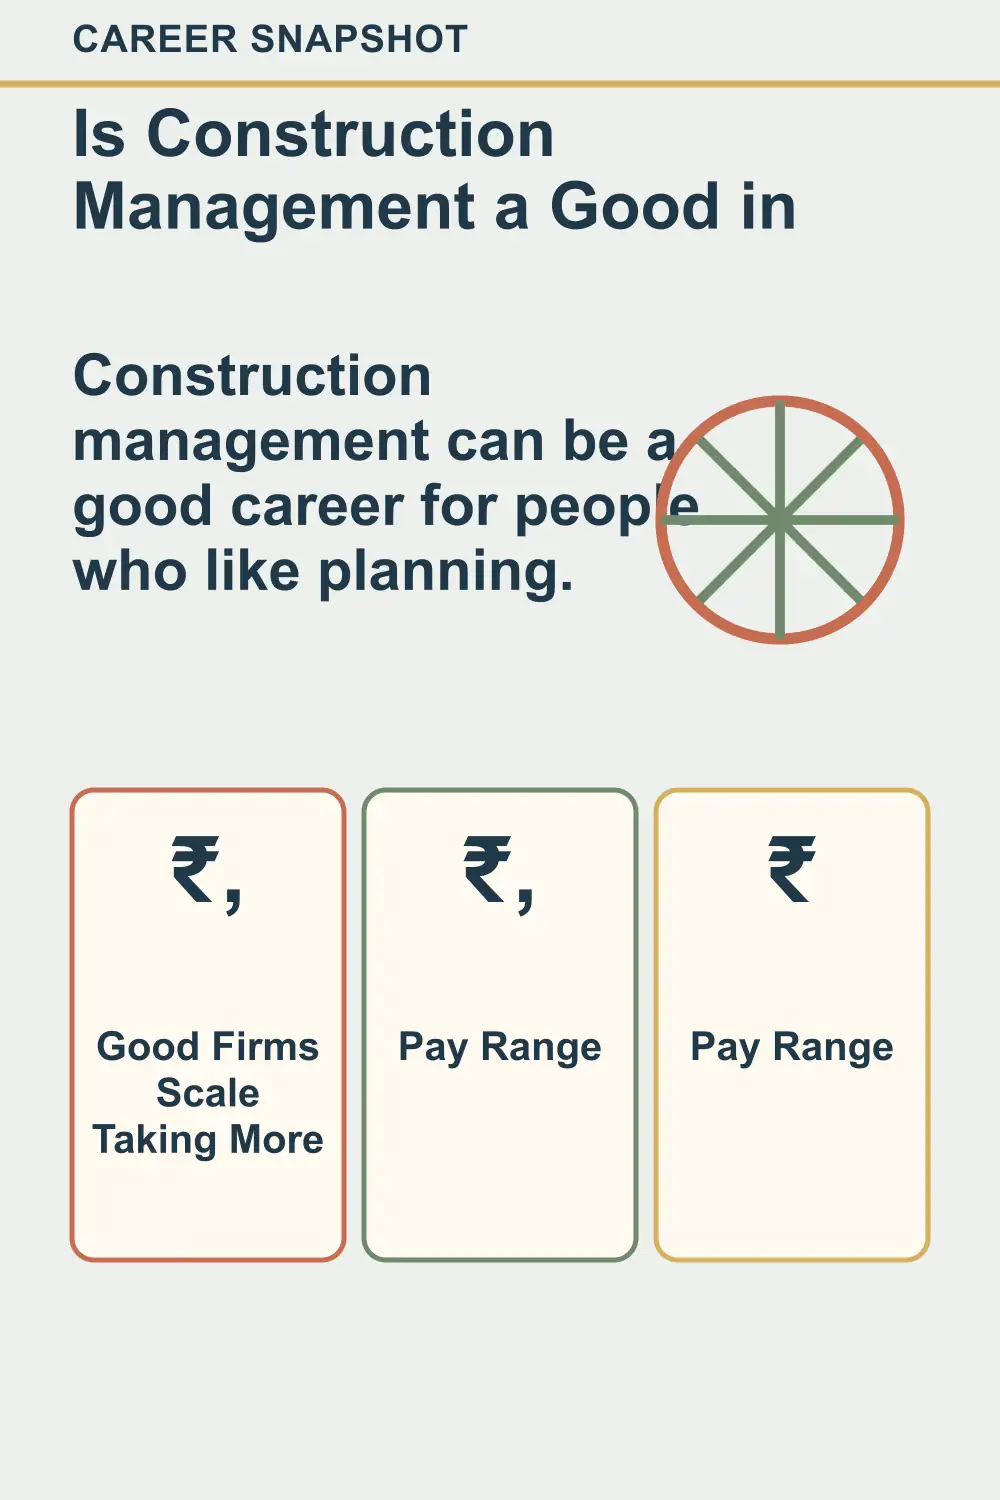 CAREER SNAPSHOT
Is Construction
Management a Good in
Construction
management can be a
good career for people
who like planning.
₹,
₹,
₹
Good Firms
Scale
Taking More
Pay Range
Pay Range